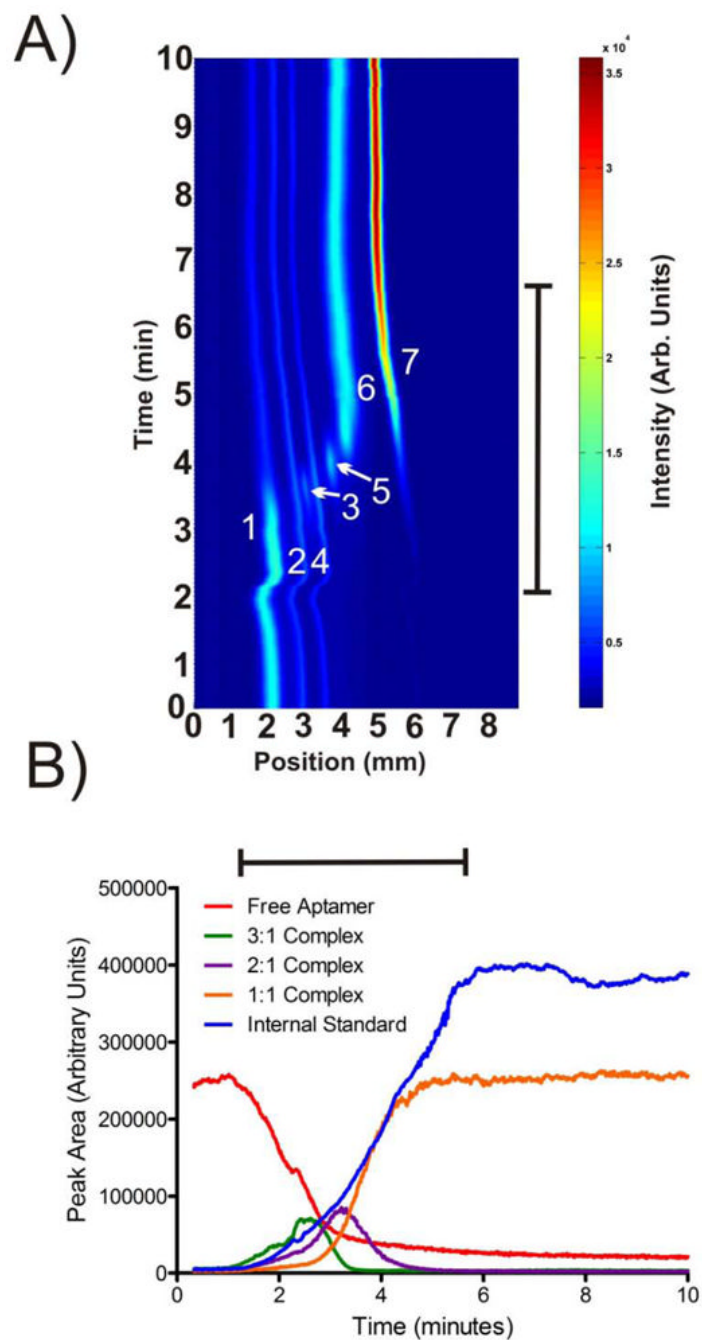 A)
x 10⁴
10
9
8
7
6
5
4
3
2
1
0
Time (min)
7
6
5
3
1
2 4
0 1 2 3 4 5 6 7 8
Position (mm)
3.5
3
2.5
2
1.5
1
0.5
Intensity (Arb. Units)
B)
500000
400000
300000
200000
100000
0
Peak Area (Arbitrary Units)
Free Aptamer
3:1 Complex
2:1 Complex
1:1 Complex
Internal Standard
0 2 4 6 8 10
Time (minutes)